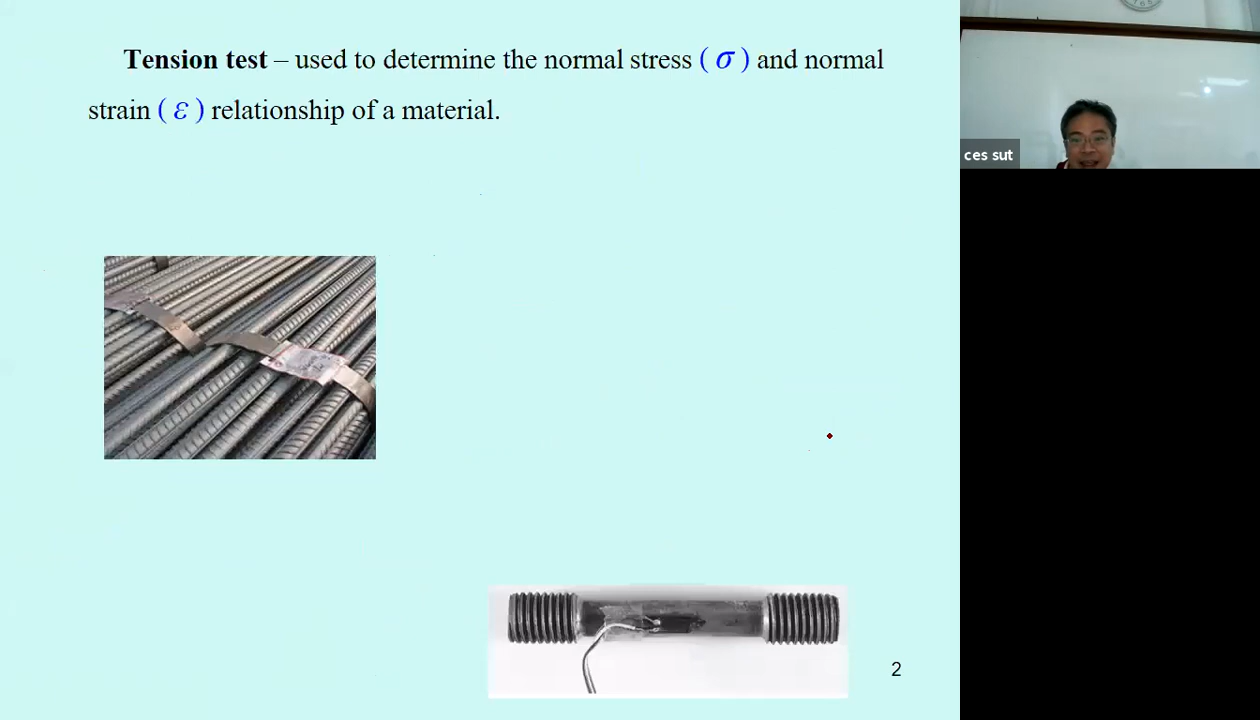 Tension test – used to determine the normal stress ( σ ) and normal
strain ( ε ) relationship of a material.
ces sut
2